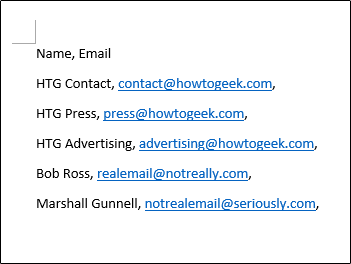 Name, Email
HTG Contact, contact@howtogeek.com,
HTG Press, press@howtogeek.com,
HTG Advertising, advertising@howtogeek.com,
Bob Ross, realemail@notreally.com,
Marshall Gunnell, notrealemail@seriously.com,